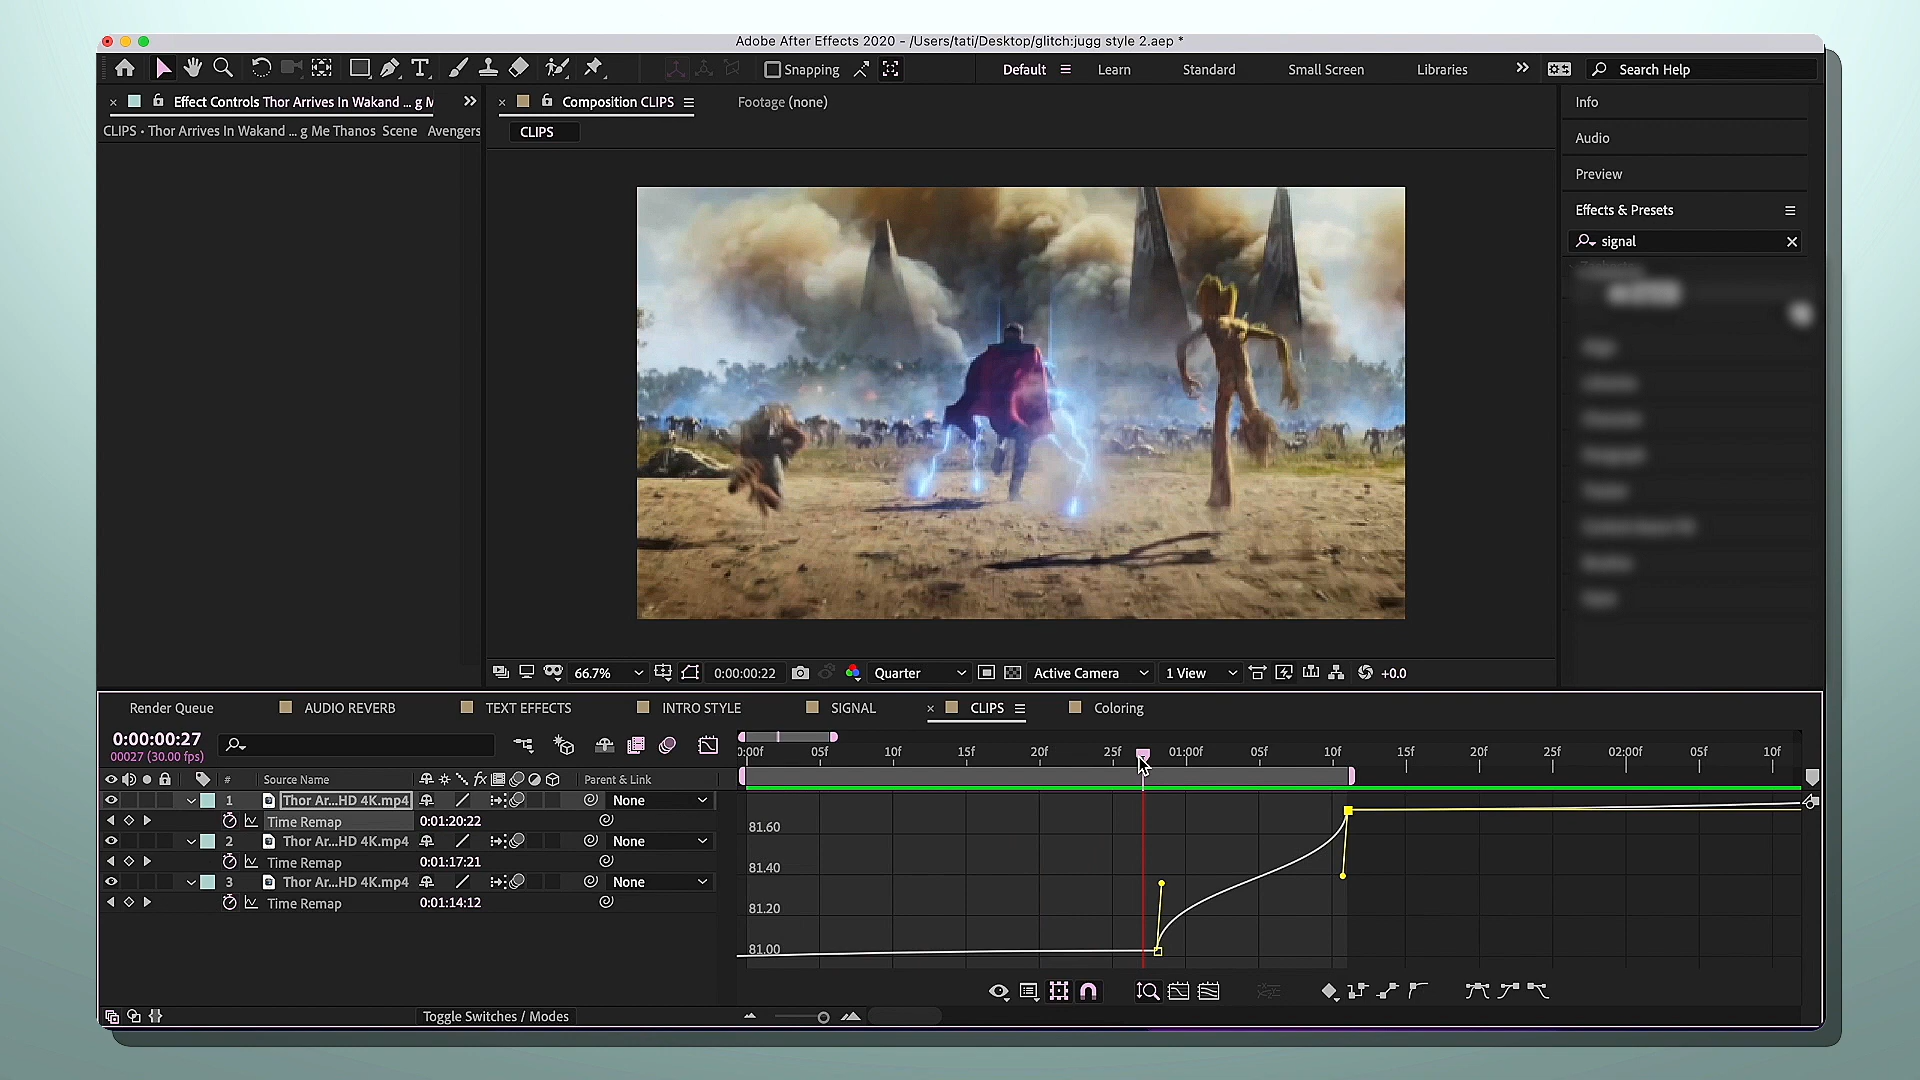 Adobe After Effects 2020 - /Users/tati/Desktop/glitch:jugg style 2.aep *
Snapping
Default
Learn
Standard
Small Screen
Libraries
Search Help
Effect Controls Thor Arrives In Wakand ... g M
Composition CLIPS
Footage (none)
Info
CLIPS • Thor Arrives In Wakand ... g Me Thanos Scene Avengers
CLIPS
Audio
Preview
Effects & Presets
signal
66.7%
0:00:00:22
Quarter
Active Camera
1 View
+0.0
Render Queue
AUDIO REVERB
TEXT EFFECTS
INTRO STYLE
SIGNAL
CLIPS
Coloring
0:00:00:27
00027 (30.00 fps)
0:00f 05f 10f 15f 20f 25f 01:00f 05f 10f 15f 20f 25f 02:00f 05f 10f
# Source Name
Parent & Link
1 Thor Ar...HD 4K.mp4 None
Time Remap 0:01:20:22
2 Thor Ar...HD 4K.mp4 None
Time Remap 0:01:17:21
3 Thor Ar...HD 4K.mp4 None
Time Remap 0:01:14:12
81.60
81.40
81.20
81.00
Toggle Switches / Modes